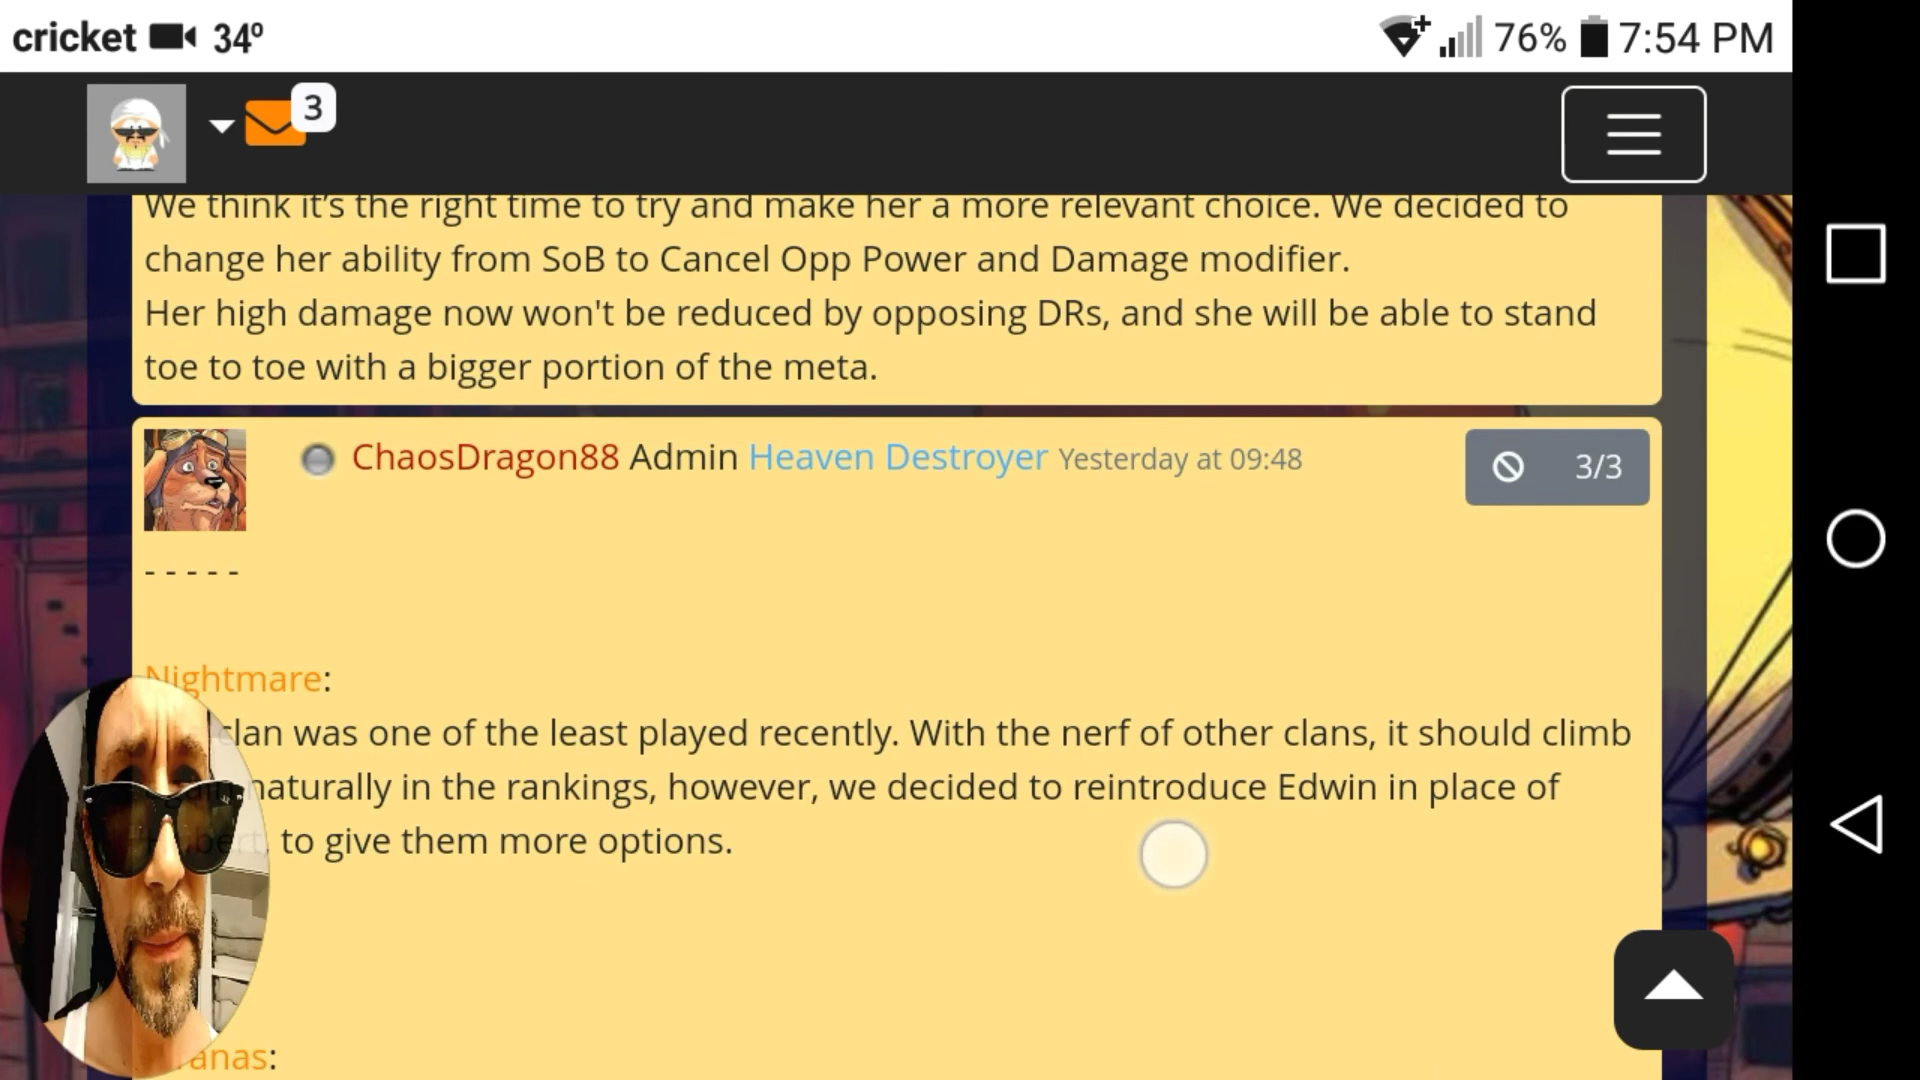 cricket 34° 76% 7:54 PM
3
We think it's the right time to try and make her a more relevant choice. We decided to
change her ability from SoB to Cancel Opp Power and Damage modifier.
Her high damage now won't be reduced by opposing DRs, and she will be able to stand
toe to toe with a bigger portion of the meta.
ChaosDragon88 Admin Heaven Destroyer Yesterday at 09:48
3/3
- - - - -
Nightmare:
clan was one of the least played recently. With the nerf of other clans, it should climb
naturally in the rankings, however, we decided to reintroduce Edwin in place of
to give them more options.
anas: